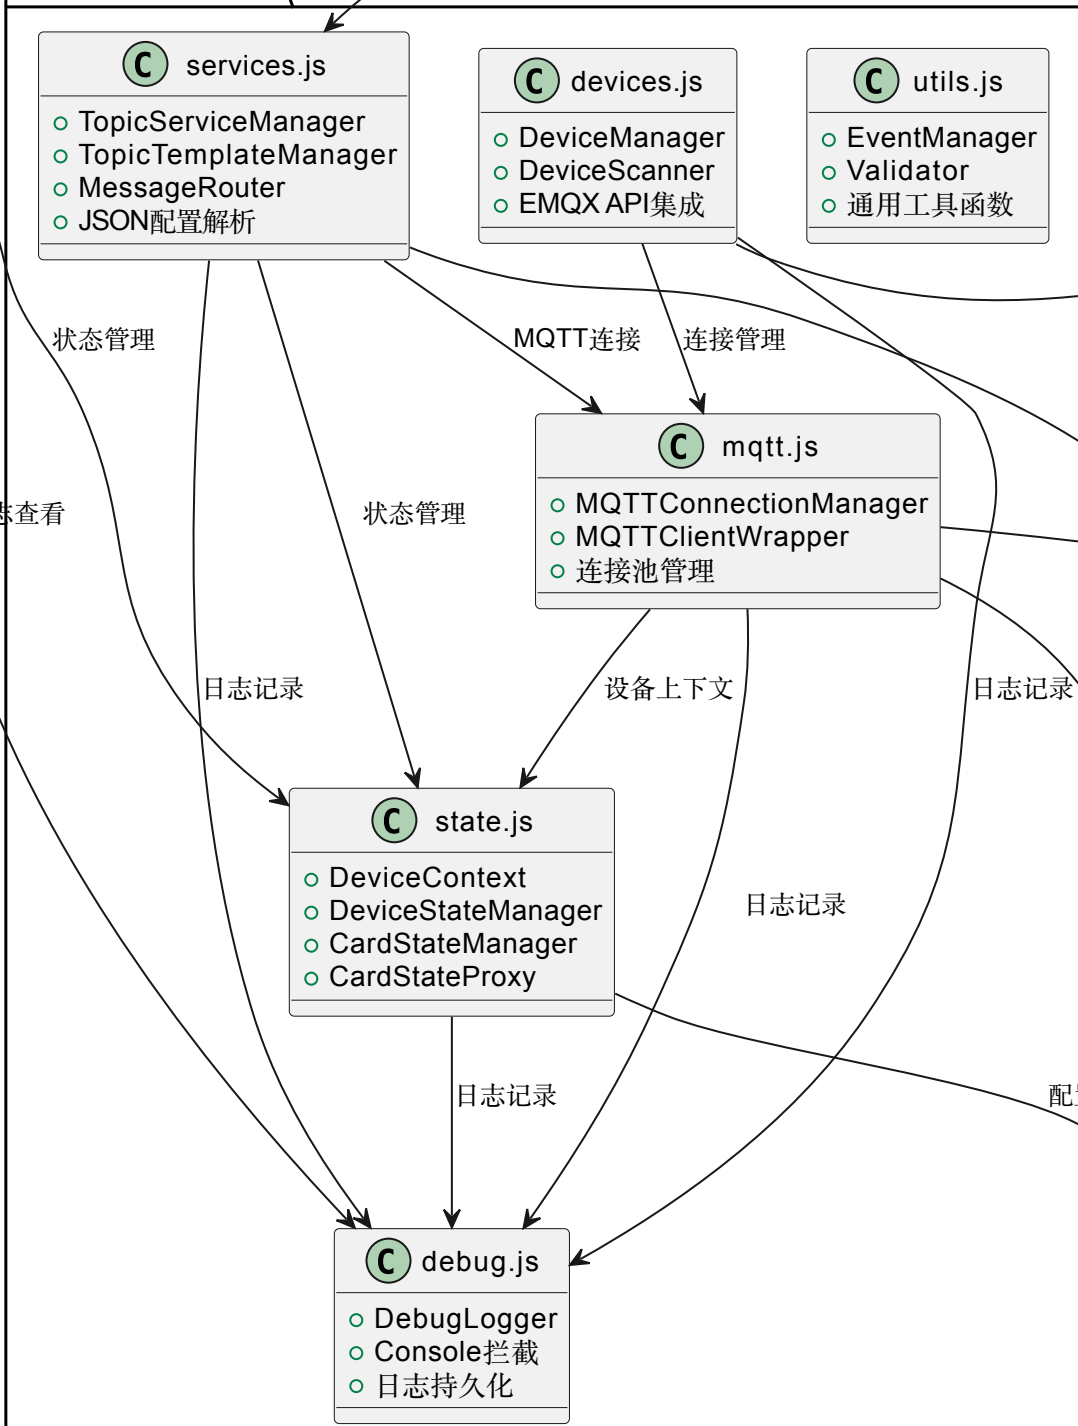 C services.js
TopicServiceManager
TopicTemplateManager
MessageRouter
JSON配置解析
C devices.js
DeviceManager
DeviceScanner
EMQX API集成
C utils.js
EventManager
Validator
通用工具函数
状态管理
MQTT连接
连接管理
C mqtt.js
MQTTConnectionManager
MQTTClientWrapper
连接池管理
志查看
状态管理
日志记录
设备上下文
日志记录
C state.js
DeviceContext
DeviceStateManager
CardStateManager
CardStateProxy
日志记录
日志记录
配置
C debug.js
DebugLogger
Console拦截
日志持久化